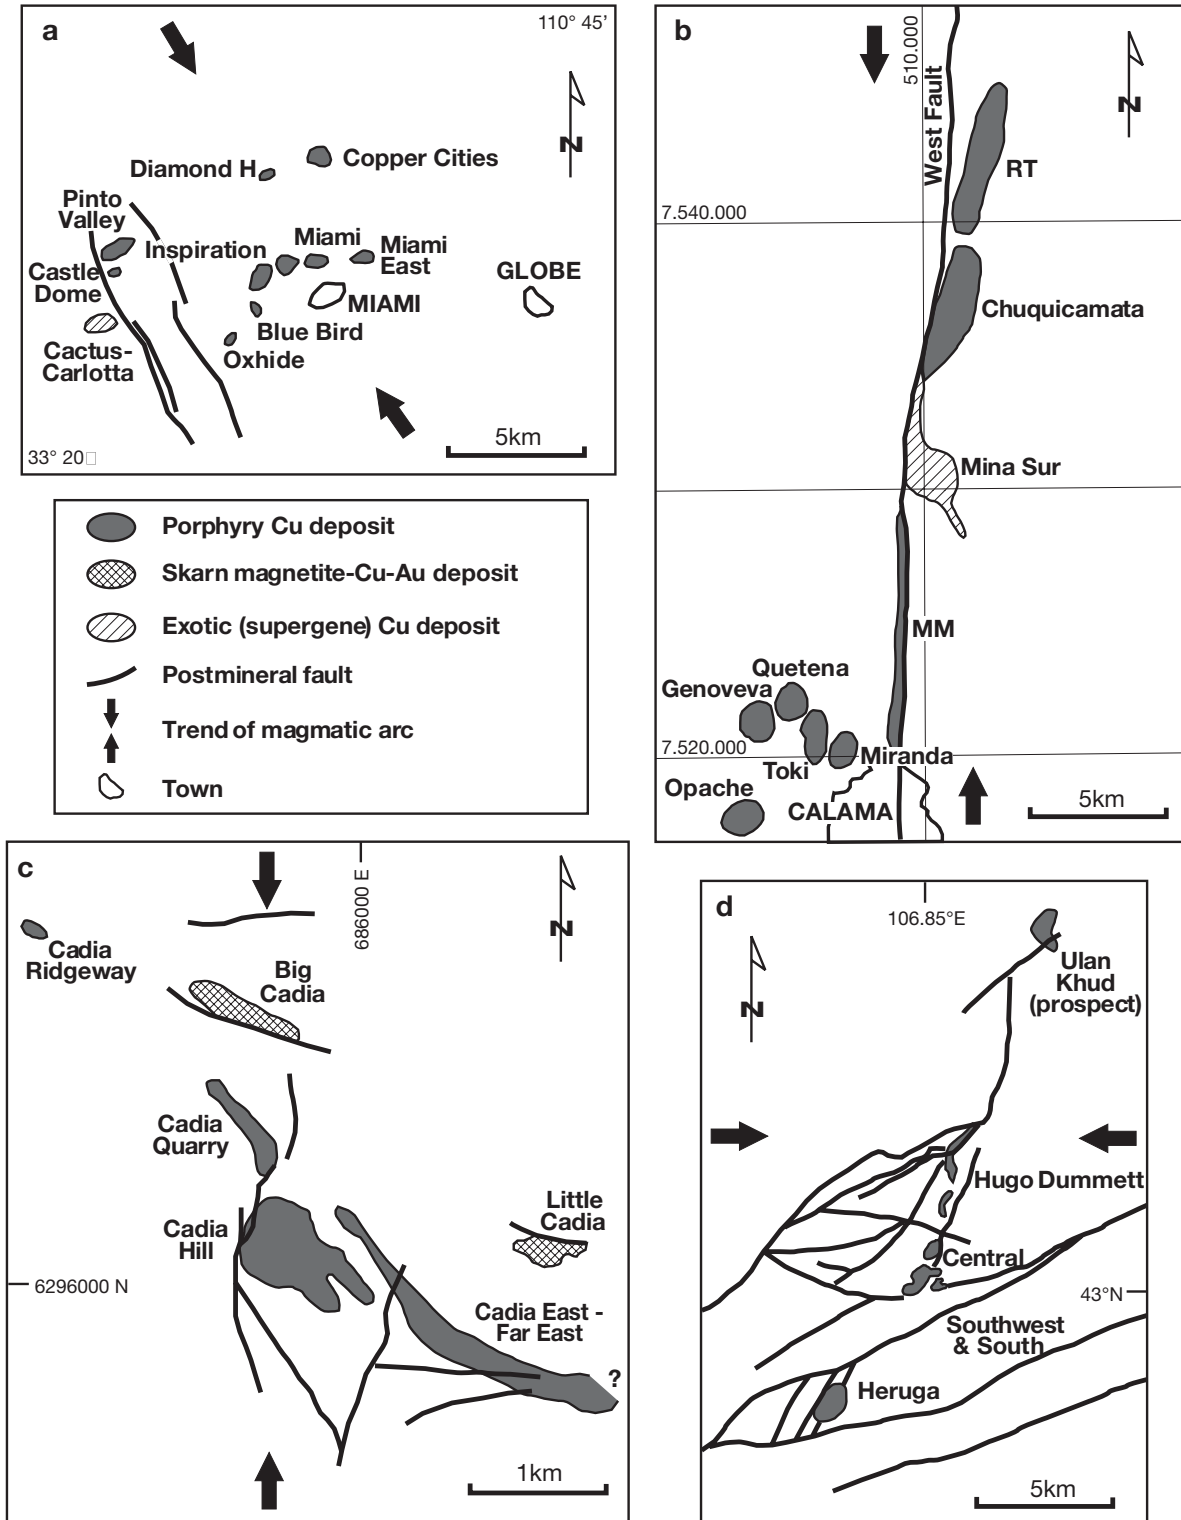 a
110° 45’
N
Diamond H
Copper Cities
Pinto
Valley
Inspiration
Miami
Miami
East
GLOBE
Castle
Dome
MIAMI
Blue Bird
Cactus-
Carlotta
Oxhide
5km
33° 20□
Porphyry Cu deposit
Skarn magnetite-Cu-Au deposit
Exotic (supergene) Cu deposit
Postmineral fault
Trend of magmatic arc
Town
b
510.000
West Fault
N
RT
7.540.000
Chuquicamata
Mina Sur
MM
Quetena
Genoveva
7.520.000
Miranda
Toki
Opache
CALAMA
5km
c
686000 E
N
Cadia
Ridgeway
Big
Cadia
Cadia
Quarry
Cadia
Hill
Little
Cadia
6296000 N
Cadia East -
Far East
?
1km
d
106.85°E
N
Ulan
Khud
(prospect)
Hugo Dummett
Central
43°N
Southwest
& South
Heruga
5km